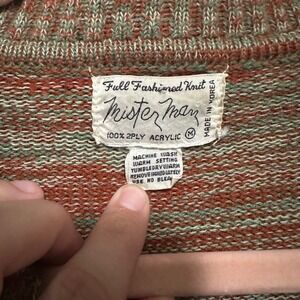 Full Fashioned Knit
Mister Man
100% 2PLY ACRYLIC M
MADE IN KOREA
MACHINE WASH
WARM SETTING
TUMBLE DRY WARM
REMOVE IMMEDIATELY
USE NO BLEACH